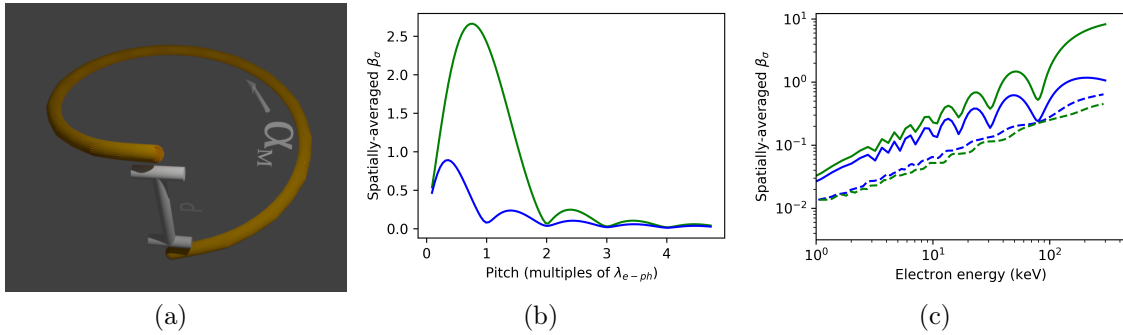 α_M
d
Spatially-averaged β_σ
2.5
2.0
1.5
1.0
0.5
0.0
0 1 2 3 4
Pitch (multiples of λ_{e−ph})
Spatially-averaged β_σ
10^1
10^0
10^{−1}
10^{−2}
10^0 10^1 10^2
Electron energy (keV)
(a) (b) (c)